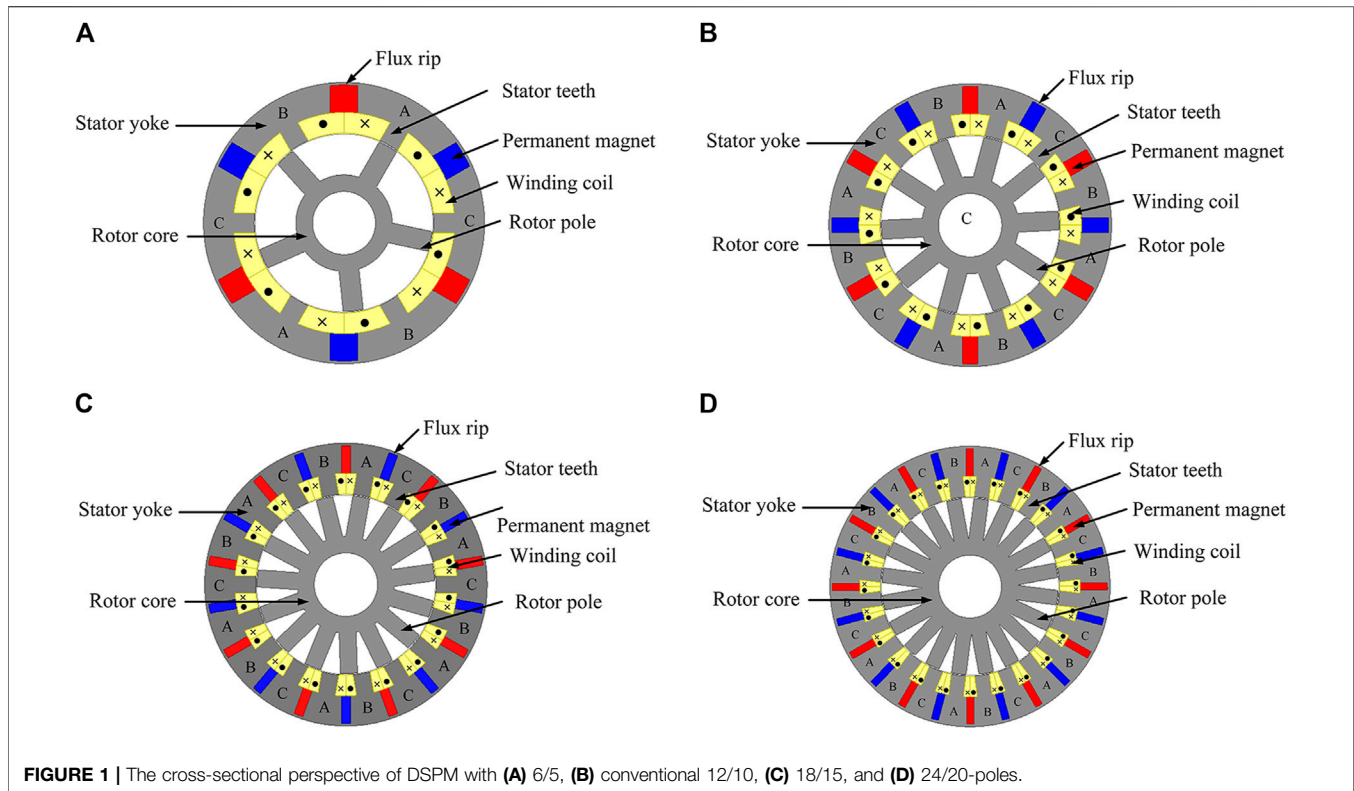 A
Flux rip
Stator teeth
Permanent magnet
Winding coil
Rotor pole
Stator yoke
Rotor core
A
B
C
A
B
C
B
Flux rip
Stator teeth
Permanent magnet
Winding coil
Rotor pole
Stator yoke
Rotor core
C
B
A
C
B
A
C
B
A
C
B
A
C
C
Flux rip
Stator teeth
Permanent magnet
Winding coil
Rotor pole
Stator yoke
Rotor core
B
A
C
B
A
C
B
A
C
B
A
C
B
A
C
B
A
C
D
Flux rip
Stator teeth
Permanent magnet
Winding coil
Rotor pole
Stator yoke
Rotor core
B
A
C
B
A
C
B
A
C
B
A
C
B
A
C
B
A
C
B
A
C
B
A
C
FIGURE 1 | The cross-sectional perspective of DSPM with (A) 6/5, (B) conventional 12/10, (C) 18/15, and (D) 24/20-poles.